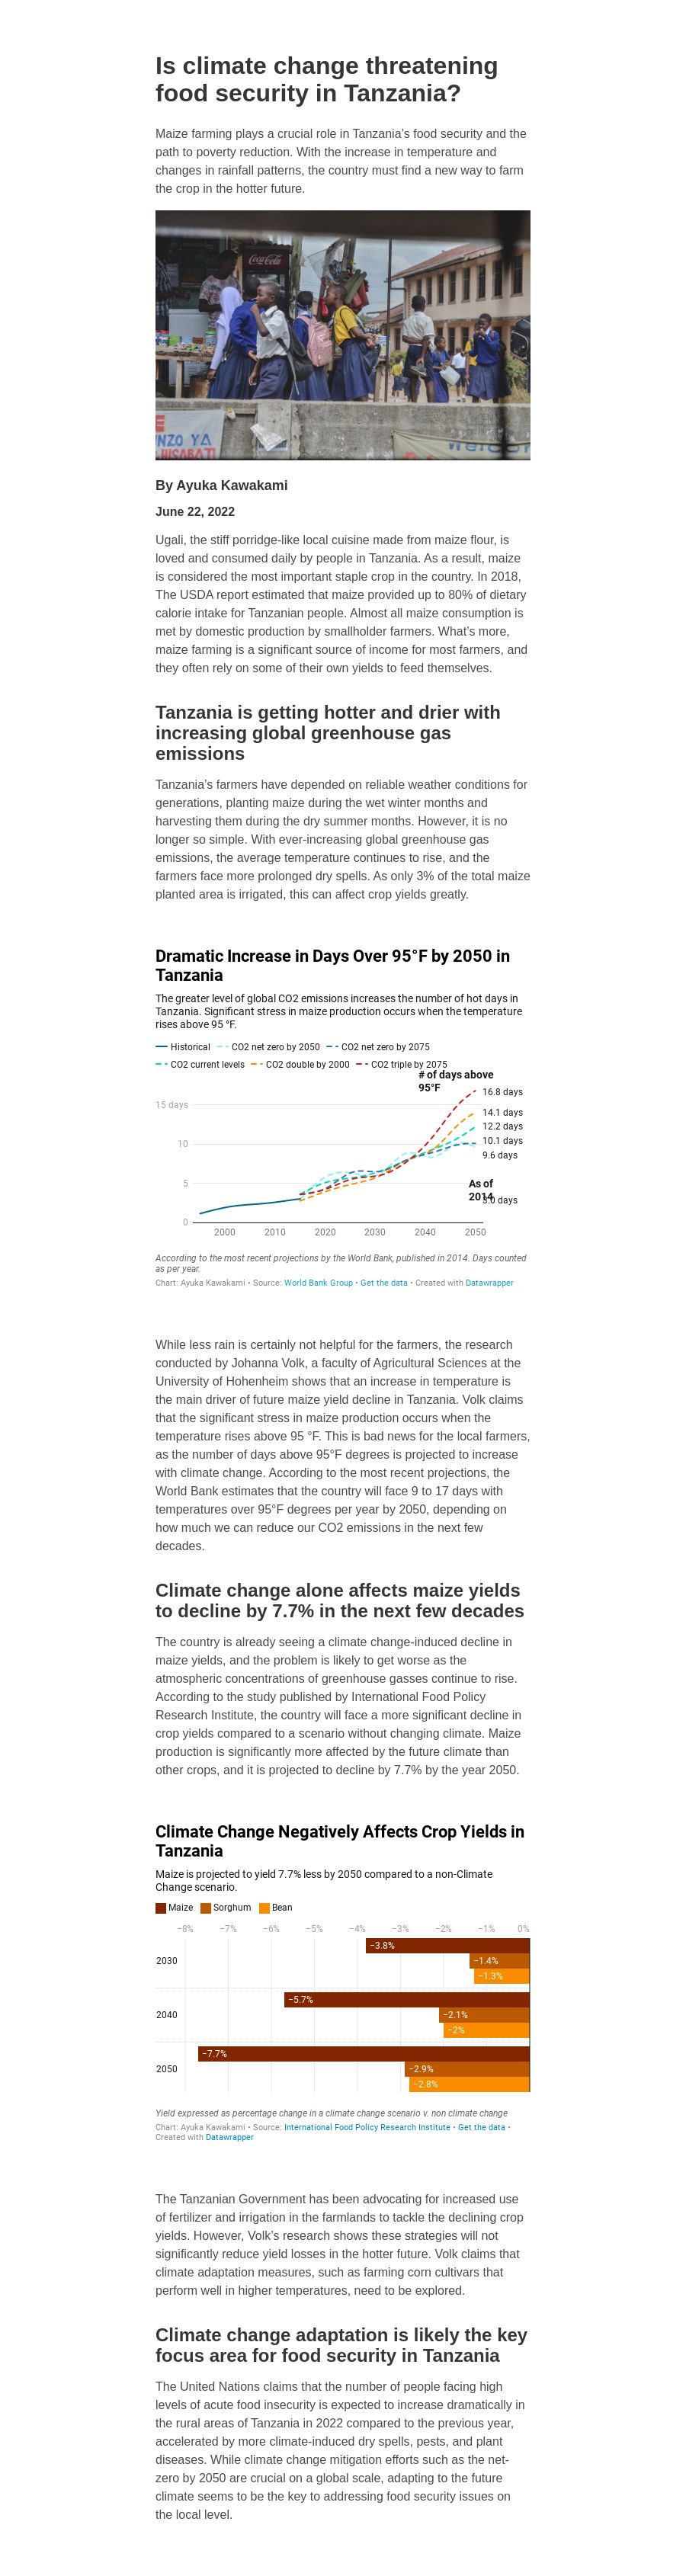 Is climate change threatening
food security in Tanzania?
Maize farming plays a crucial role in Tanzania’s food security and the
path to poverty reduction. With the increase in temperature and
changes in rainfall patterns, the country must find a new way to farm
the crop in the hotter future.
Coca-Cola
NZO YA
HISABATI
By Ayuka Kawakami
June 22, 2022
Ugali, the stiff porridge-like local cuisine made from maize flour, is
loved and consumed daily by people in Tanzania. As a result, maize
is considered the most important staple crop in the country. In 2018,
The USDA report estimated that maize provided up to 80% of dietary
calorie intake for Tanzanian people. Almost all maize consumption is
met by domestic production by smallholder farmers. What’s more,
maize farming is a significant source of income for most farmers, and
they often rely on some of their own yields to feed themselves.
Tanzania is getting hotter and drier with
increasing global greenhouse gas
emissions
Tanzania’s farmers have depended on reliable weather conditions for
generations, planting maize during the wet winter months and
harvesting them during the dry summer months. However, it is no
longer so simple. With ever-increasing global greenhouse gas
emissions, the average temperature continues to rise, and the
farmers face more prolonged dry spells. As only 3% of the total maize
planted area is irrigated, this can affect crop yields greatly.
Dramatic Increase in Days Over 95°F by 2050 in
Tanzania
The greater level of global CO2 emissions increases the number of hot days in
Tanzania. Significant stress in maize production occurs when the temperature
rises above 95 °F.
Historical CO2 net zero by 2050 CO2 net zero by 2075
CO2 current levels CO2 double by 2000 CO2 triple by 2075
# of days above
95°F
16.8 days
15 days
14.1 days
12.2 days
10
10.1 days
9.6 days
5
As of
2014
3.0 days
0
2000 2010 2020 2030 2040 2050
According to the most recent projections by the World Bank, published in 2014. Days counted
as per year.
Chart: Ayuka Kawakami • Source: World Bank Group • Get the data • Created with Datawrapper
While less rain is certainly not helpful for the farmers, the research
conducted by Johanna Volk, a faculty of Agricultural Sciences at the
University of Hohenheim shows that an increase in temperature is
the main driver of future maize yield decline in Tanzania. Volk claims
that the significant stress in maize production occurs when the
temperature rises above 95 °F. This is bad news for the local farmers,
as the number of days above 95°F degrees is projected to increase
with climate change. According to the most recent projections, the
World Bank estimates that the country will face 9 to 17 days with
temperatures over 95°F degrees per year by 2050, depending on
how much we can reduce our CO2 emissions in the next few
decades.
Climate change alone affects maize yields
to decline by 7.7% in the next few decades
The country is already seeing a climate change-induced decline in
maize yields, and the problem is likely to get worse as the
atmospheric concentrations of greenhouse gasses continue to rise.
According to the study published by International Food Policy
Research Institute, the country will face a more significant decline in
crop yields compared to a scenario without changing climate. Maize
production is significantly more affected by the future climate than
other crops, and it is projected to decline by 7.7% by the year 2050.
Climate Change Negatively Affects Crop Yields in
Tanzania
Maize is projected to yield 7.7% less by 2050 compared to a non-Climate
Change scenario.
Maize Sorghum Bean
−8% −7% −6% −5% −4% −3% −2% −1% 0%
−3.8%
2030 −1.4%
−1.3%
−5.7%
2040 −2.1%
−2%
−7.7%
2050 −2.9%
−2.8%
Yield expressed as percentage change in a climate change scenario v. non climate change
Chart: Ayuka Kawakami • Source: International Food Policy Research Institute • Get the data •
Created with Datawrapper
The Tanzanian Government has been advocating for increased use
of fertilizer and irrigation in the farmlands to tackle the declining crop
yields. However, Volk’s research shows these strategies will not
significantly reduce yield losses in the hotter future. Volk claims that
climate adaptation measures, such as farming corn cultivars that
perform well in higher temperatures, need to be explored.
Climate change adaptation is likely the key
focus area for food security in Tanzania
The United Nations claims that the number of people facing high
levels of acute food insecurity is expected to increase dramatically in
the rural areas of Tanzania in 2022 compared to the previous year,
accelerated by more climate-induced dry spells, pests, and plant
diseases. While climate change mitigation efforts such as the net-
zero by 2050 are crucial on a global scale, adapting to the future
climate seems to be the key to addressing food security issues on
the local level.